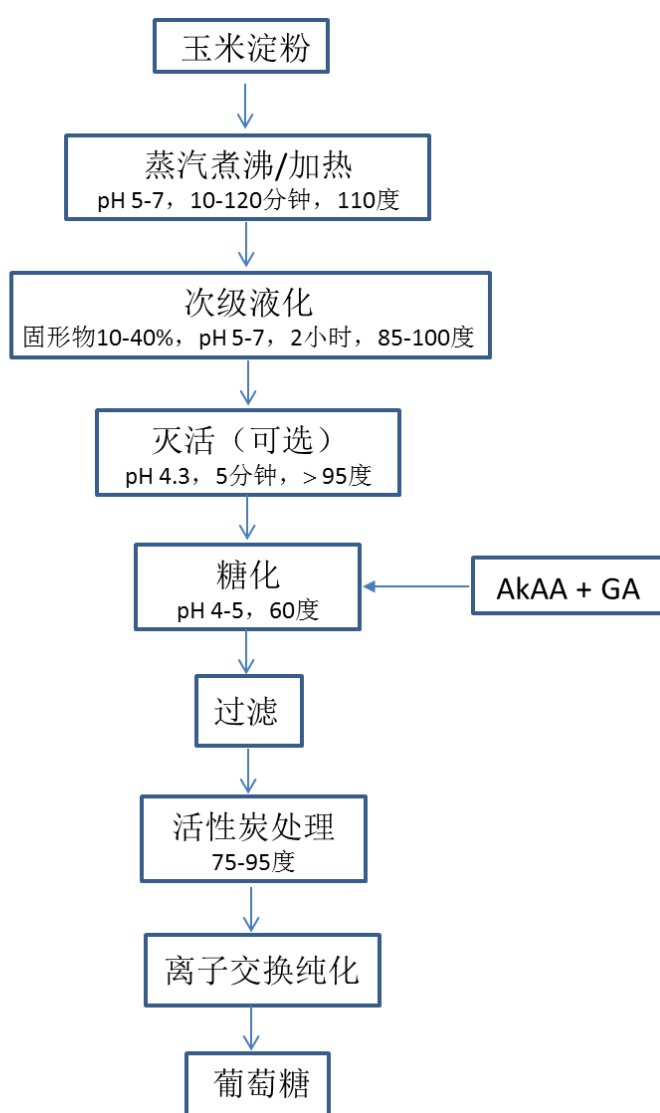 玉米淀粉
蒸汽煮沸/加热
pH 5-7，10-120分钟，110度
次级液化
固形物10-40%，pH 5-7，2小时，85-100度
灭活（可选）
pH 4.3，5分钟，＞95度
糖化
pH 4-5，60度
AkAA + GA
过滤
活性炭处理
75-95度
离子交换纯化
葡萄糖